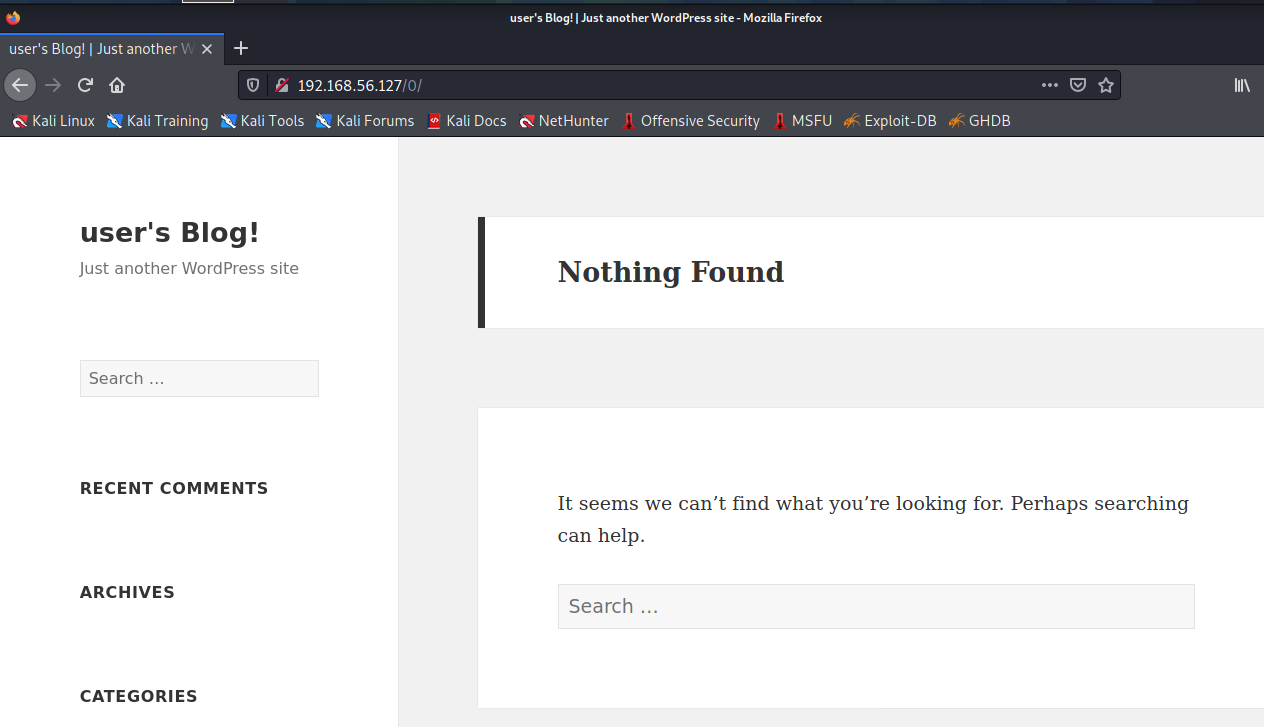 user's Blog! | Just another WordPress site - Mozilla Firefox
user's Blog! | Just another W
192.168.56.127/0/
Kali Linux Kali Training Kali Tools Kali Forums Kali Docs NetHunter Offensive Security MSFU Exploit-DB GHDB
user's Blog!
Just another WordPress site
Search …
RECENT COMMENTS
ARCHIVES
CATEGORIES
Nothing Found
It seems we can’t find what you’re looking for. Perhaps searching
can help.
Search …